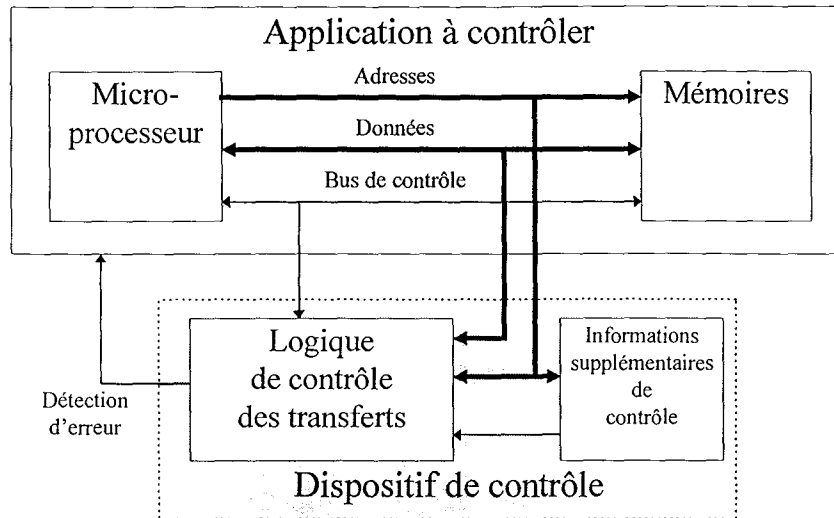 Application à contrôler
Adresses
Micro-
processeur
Mémoires
Données
Bus de contrôle
Logique
de contrôle
des transferts
Informations
supplémentaires
de
contrôle
Détection
d'erreur
Dispositif de contrôle